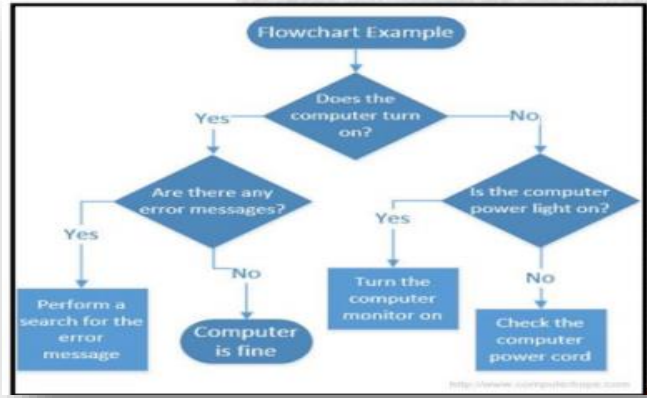 Flowchart Example
Does the
computer turn
on?
Yes
No
Are there any
error messages?
Is the computer
power light on?
Yes
Yes
No
No
Perform a
search for the
error
message
Computer
is fine
Turn the
computer
monitor on
Check the
computer
power cord
http://www.computerhope.com